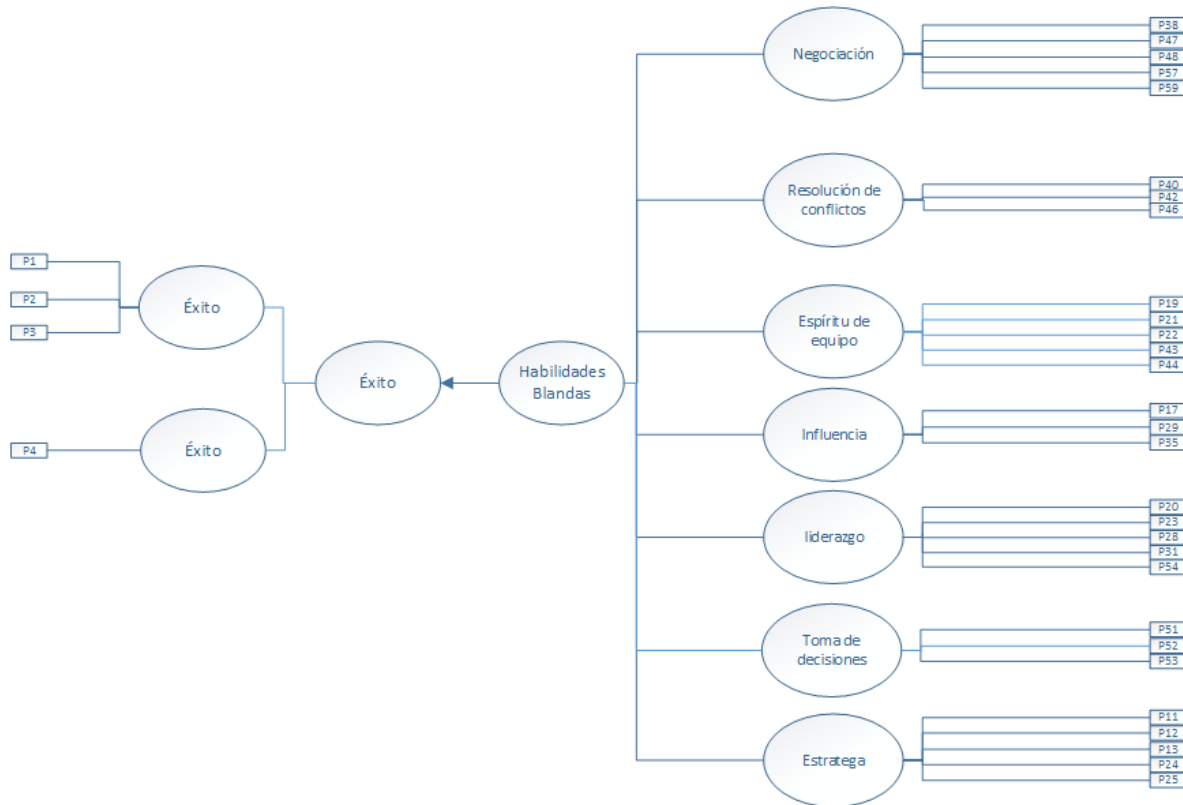 P1
P2
P3
Éxito
P4
Éxito
Éxito
Habilidades
Blandas
Negociación
P38
P47
P48
P57
P59
Resolución de
conflictos
P40
P42
P46
Espíritu de
equipo
P19
P21
P22
P43
P44
Influencia
P17
P29
P35
liderazgo
P20
P23
P28
P31
P54
Toma de
decisiones
P51
P52
P53
Estratega
P11
P12
P13
P24
P25